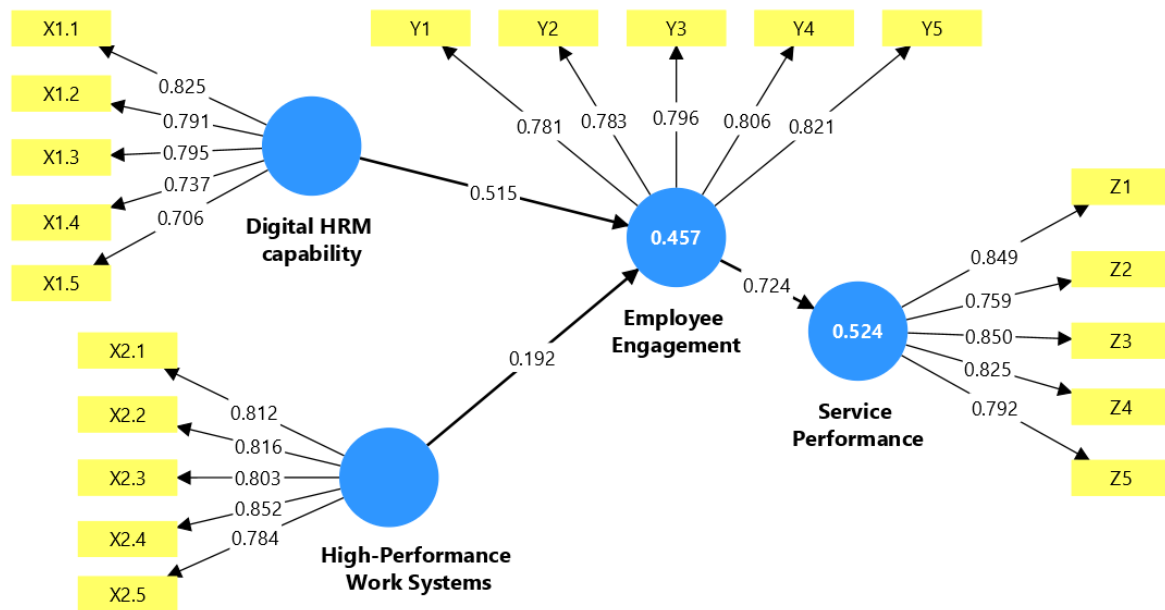 X1.1
X1.2
X1.3
X1.4
X1.5
0.825
0.791
0.795
0.737
0.706
Digital HRM
capability
Y1
Y2
Y3
Y4
Y5
0.781
0.783
0.796
0.806
0.821
0.515
0.457
Employee
Engagement
0.192
0.724
X2.1
X2.2
X2.3
X2.4
X2.5
0.812
0.816
0.803
0.852
0.784
High-Performance
Work Systems
0.524
Service
Performance
0.849
0.759
0.850
0.825
0.792
Z1
Z2
Z3
Z4
Z5